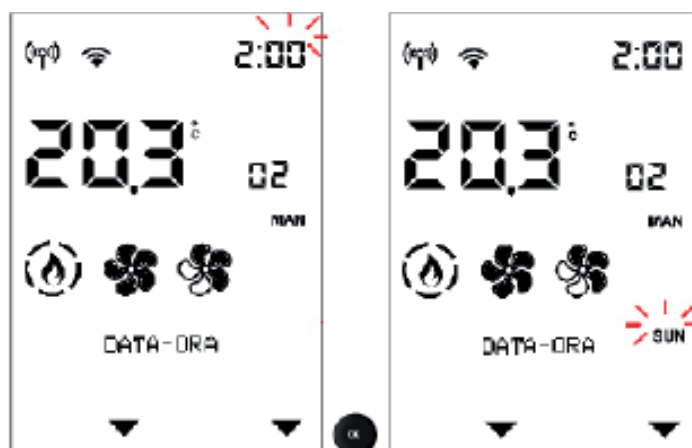 2:00
20.3 °C
02
MAN
DATA-ORA
OK
2:00
20.3 °C
02
MAN
SUN
DATA-ORA